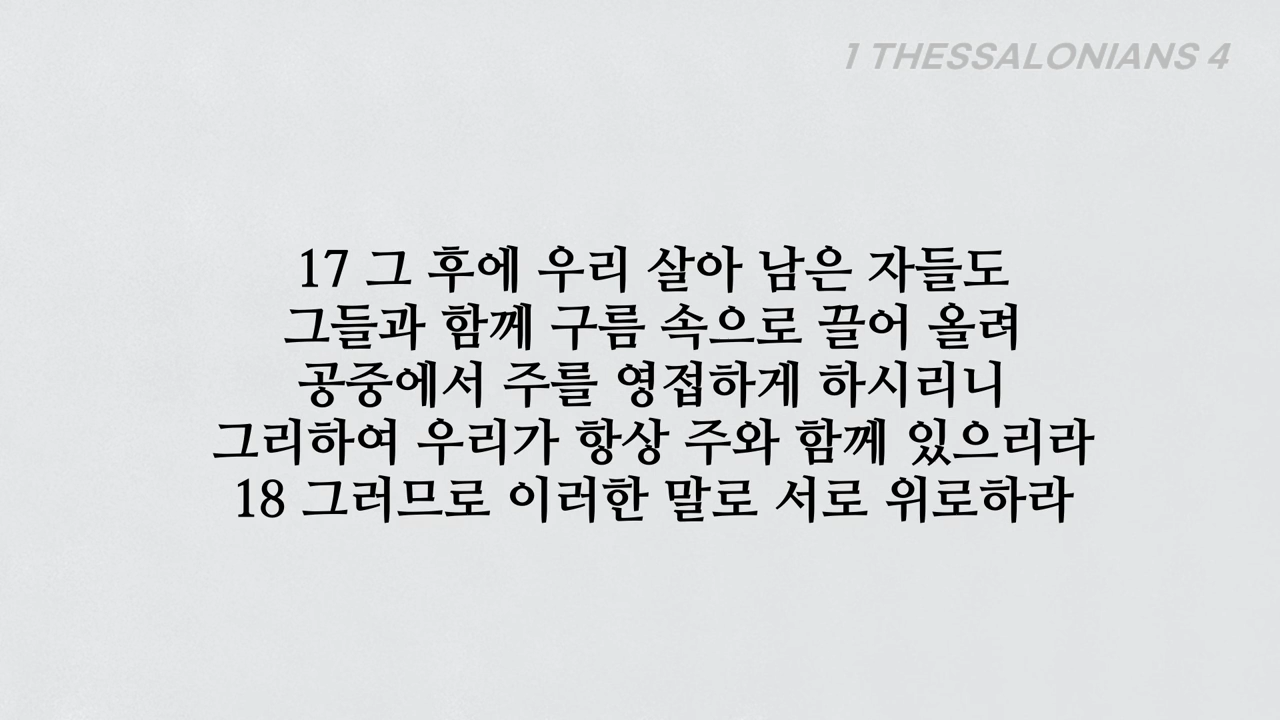 1 THESSALONIANS 4
17 그 후에 우리 살아 남은 자들도
그들과 함께 구름 속으로 끌어 올려
공중에서 주를 영접하게 하시리니
그리하여 우리가 항상 주와 함께 있으리라
18 그러므로 이러한 말로 서로 위로하라